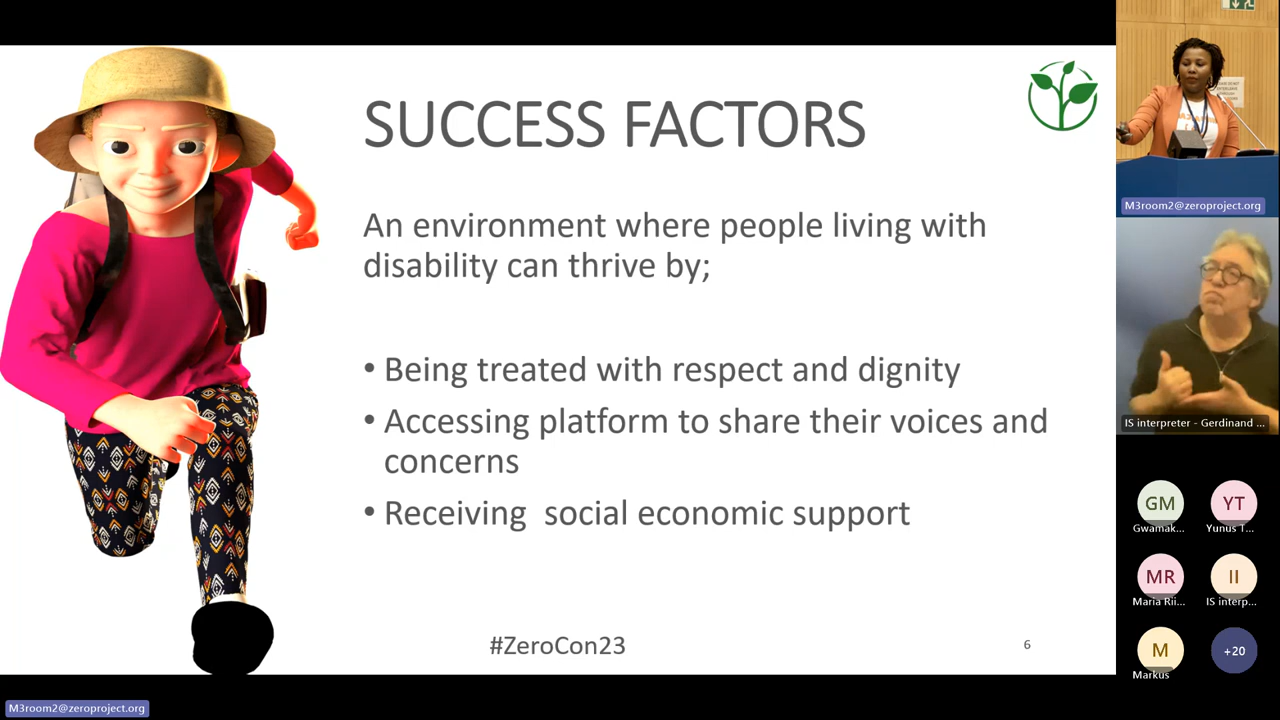 SUCCESS FACTORS
An environment where people living with
disability can thrive by;
• Being treated with respect and dignity
• Accessing platform to share their voices and
concerns
• Receiving  social economic support
#ZeroCon23
6
M3room2@zeroproject.org
M3room2@zeroproject.org
IS interpreter - Gerdinand ...
GM
YT
Gwamak...
Yunus T...
MR
II
Maria Rii...
IS interp...
M
+20
Markus